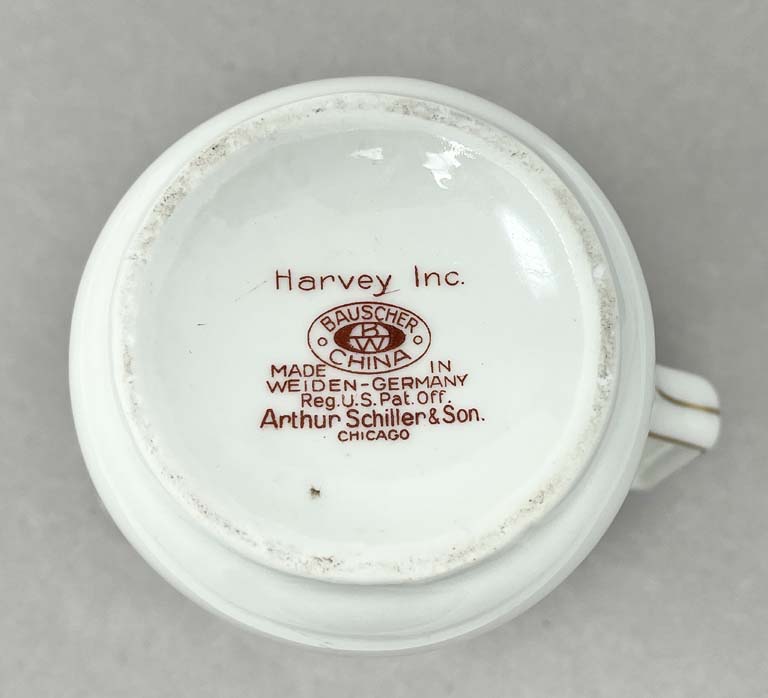 Harvey Inc.
BAUSCHER
BW
CHINA
MADE IN
WEIDEN-GERMANY
Reg. U.S. Pat. Off.
Arthur Schiller & Son.
CHICAGO